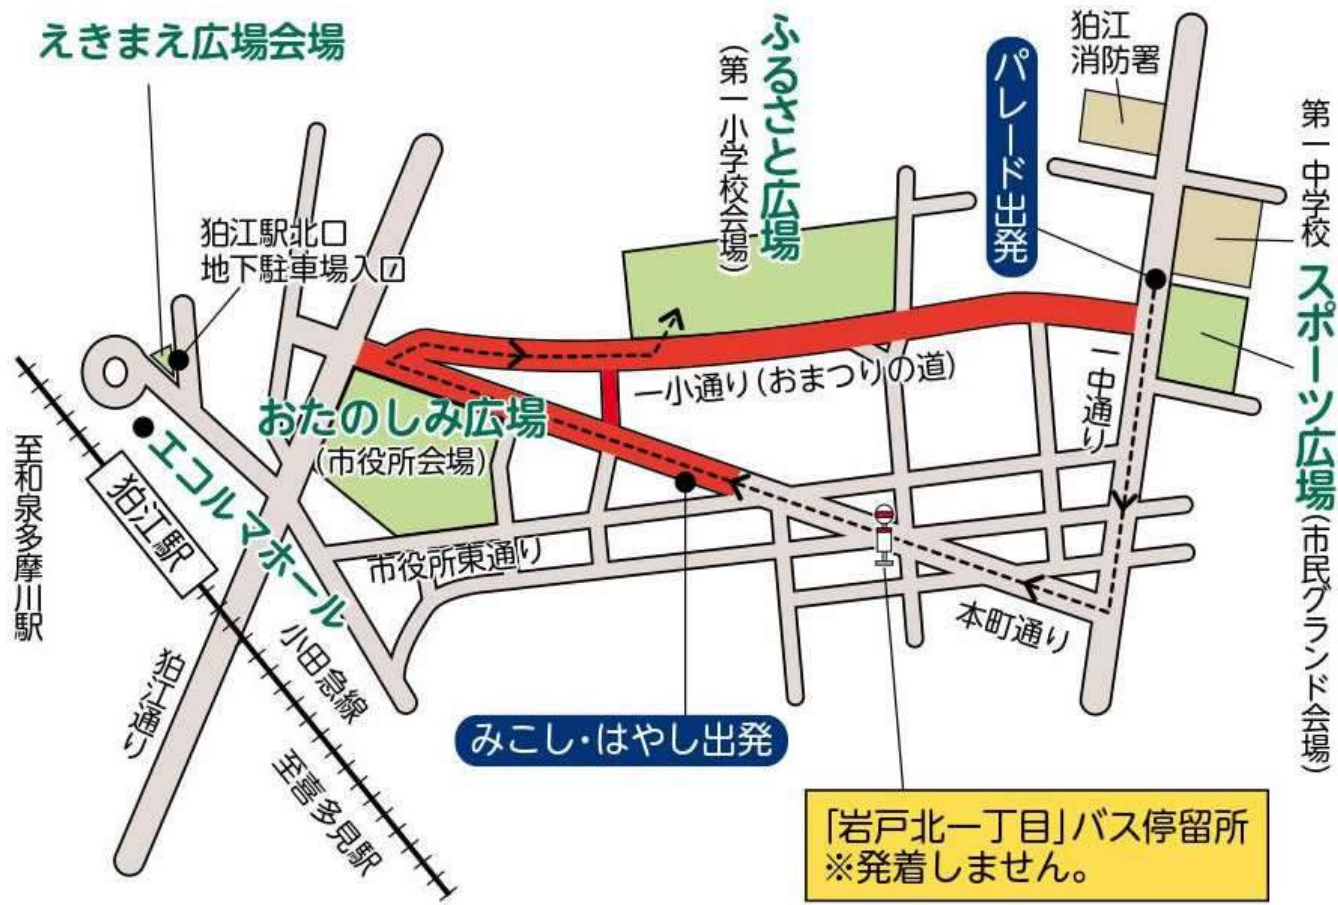 えきまえ広場会場
狛江駅北口
地下駐車場入口
ふるさと広場
(第一小学校会場)
パレード出発
狛江
消防署
第一中学校
スポーツ広場
(市民グランド会場)
一小通り(おまつりの道)
一中通り
おたのしみ広場
(市役所会場)
エコルマホール
狛江駅
至和泉多摩川駅
市役所東通り
本町通り
小田急線
狛江通り
至喜多見駅
みこし・はやし出発
「岩戸北一丁目」バス停留所
※発着しません。